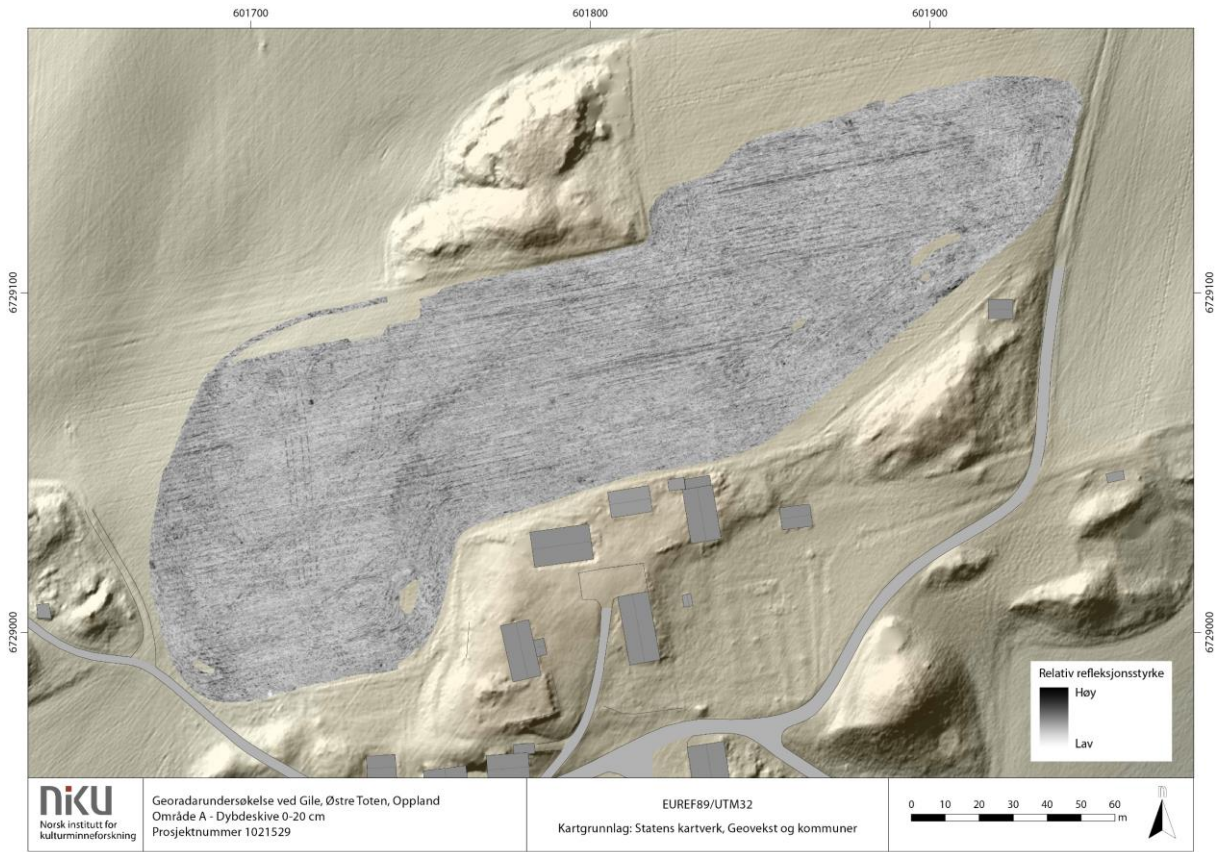 601700
601800
601900
6729100
6729100
6729000
6729000
Relativ refleksjonsstyrke
Høy
Lav
NIKU
Norsk institutt for
kulturminneforskning
Georadarundersøkelse ved Gile, Østre Toten, Oppland
Område A - Dybdeskive 0-20 cm
Prosjektnummer 1021529
EUREF89/UTM32
Kartgrunnlag: Statens kartverk, Geovekst og kommuner
0 10 20 30 40 50 60
m
n